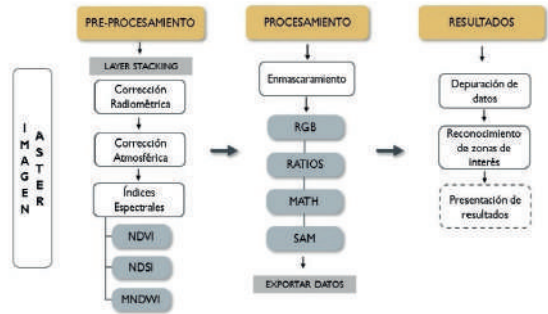 IMAGEN
ASTER
PRE-PROCESAMIENTO
LAYER STACKING
Corrección
Radiométrica
Corrección
Atmosférica
Índices
Espectrales
NDVI
NDSI
MNDWI
PROCESAMIENTO
Enmascaramiento
RGB
RATIOS
MATH
SAM
EXPORTAR DATOS
RESULTADOS
Depuración de
datos
Reconocimiento
de zonas de
interés
Presentación de
resultados